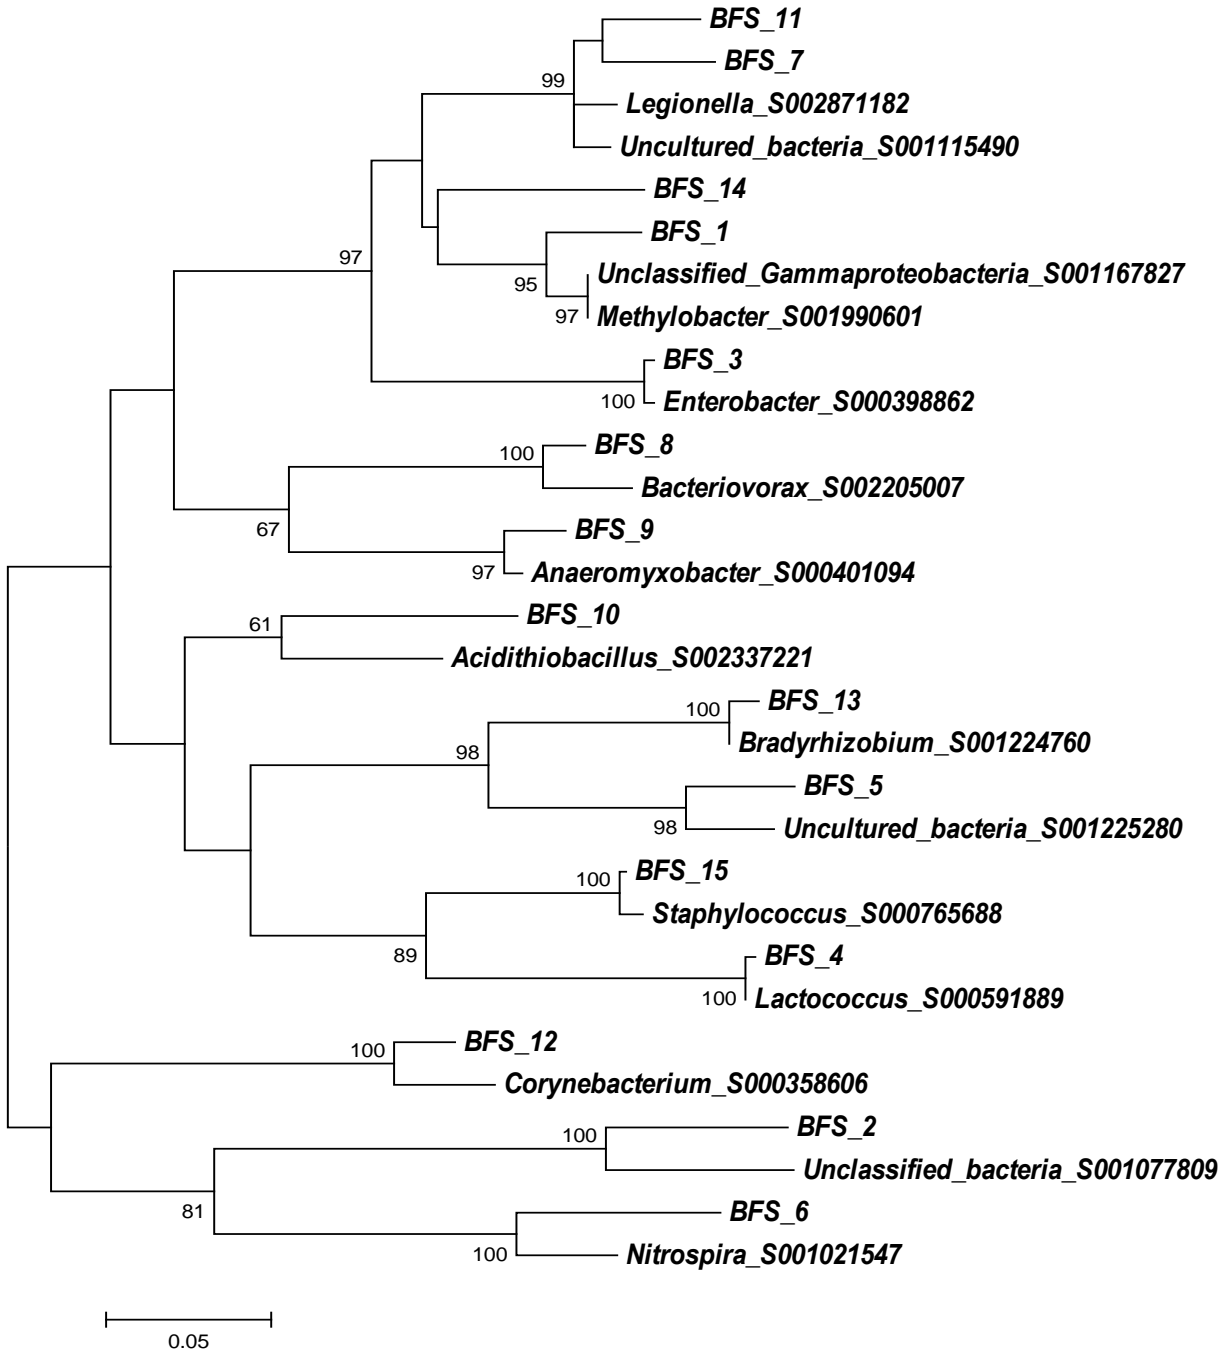 BFS_11
BFS_7
99
Legionella_S002871182
Uncultured_bacteria_S001115490
BFS_14
BFS_1
97
Unclassified_Gammaproteobacteria_S001167827
95
Methylobacter_S001990601
97
BFS_3
Enterobacter_S000398862
100
BFS_8
100
Bacteriovorax_S002205007
67
BFS_9
Anaeromyxobacter_S000401094
97
BFS_10
61
Acidithiobacillus_S002337221
BFS_13
100
Bradyrhizobium_S001224760
98
BFS_5
Uncultured_bacteria_S001225280
98
BFS_15
100
Staphylococcus_S000765688
89
BFS_4
Lactococcus_S000591889
100
BFS_12
100
Corynebacterium_S000358606
BFS_2
100
Unclassified_bacteria_S001077809
81
BFS_6
Nitrospira_S001021547
100
0.05